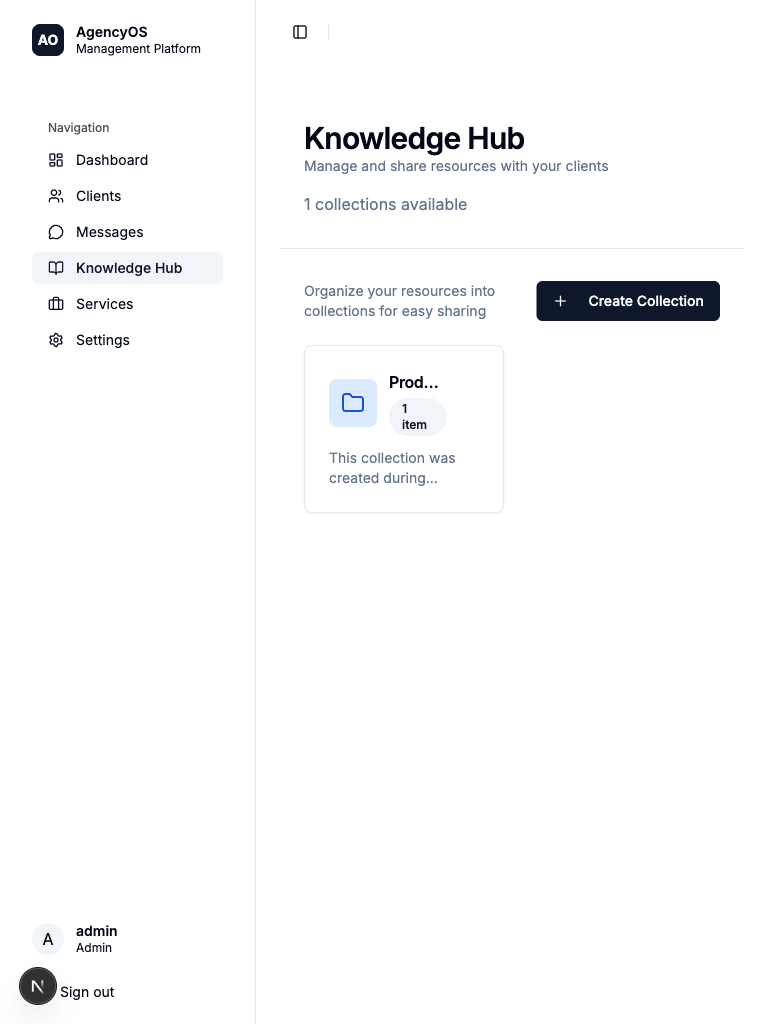 AO
AgencyOS
Management Platform
Navigation
Dashboard
Clients
Messages
Knowledge Hub
Services
Settings
A
admin
Admin
N
Sign out
Knowledge Hub
Manage and share resources with your clients
1 collections available
Organize your resources into
collections for easy sharing
Create Collection
Prod...
1
item
This collection was
created during...